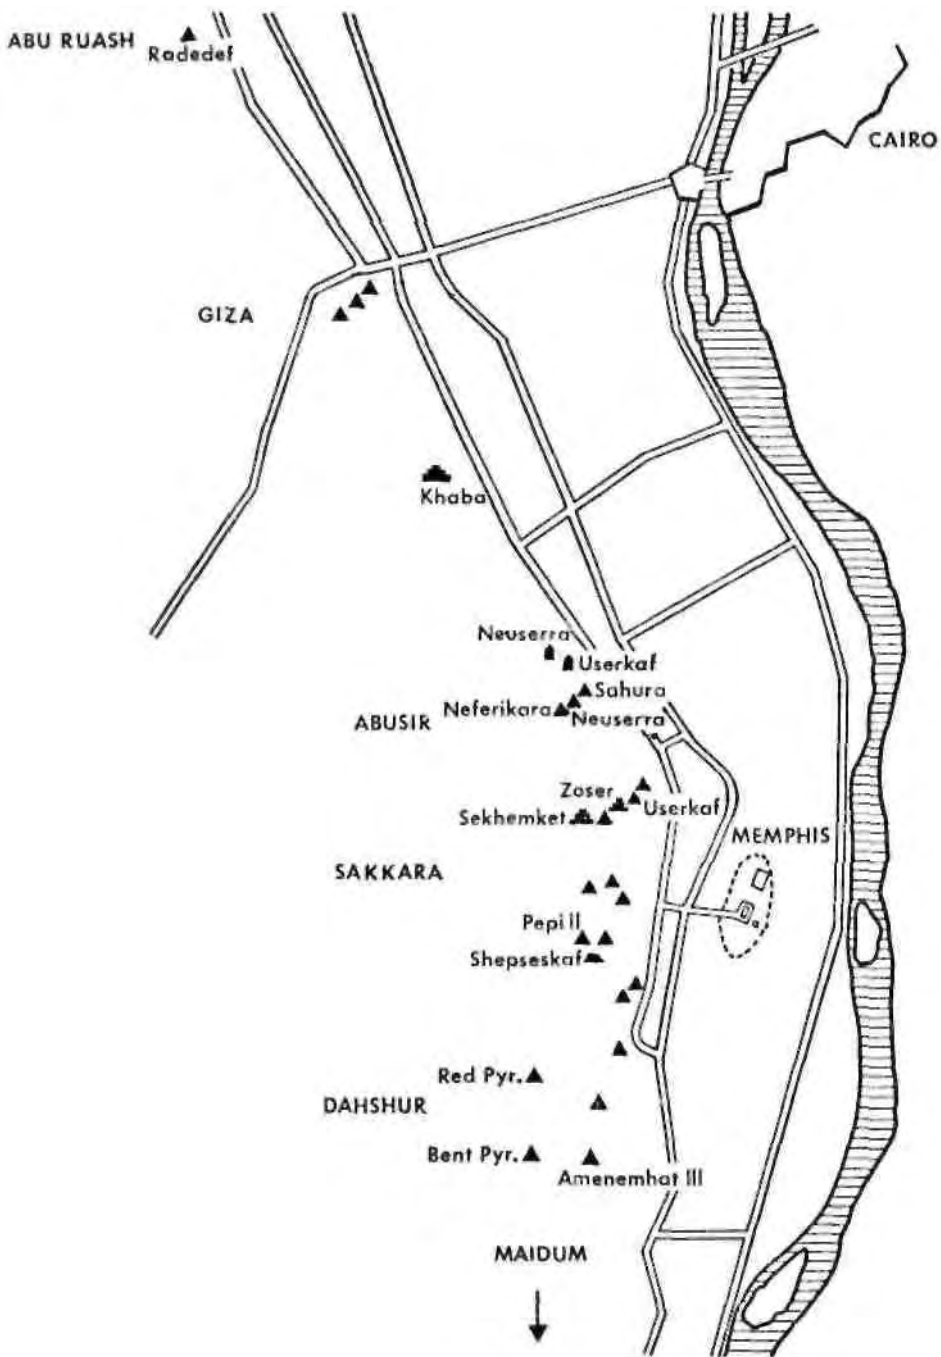 ABU RUASH
Radedef
CAIRO
GIZA
Khaba
Neuserra
Userkaf
Sahura
Neferikara
Neuserra
ABUSIR
Zoser
Userkaf
Sekhemket
MEMPHIS
SAKKARA
Pepi II
Shepseskaf
Red Pyr.
DAHSHUR
Bent Pyr.
Amenemhat III
MAIDUM